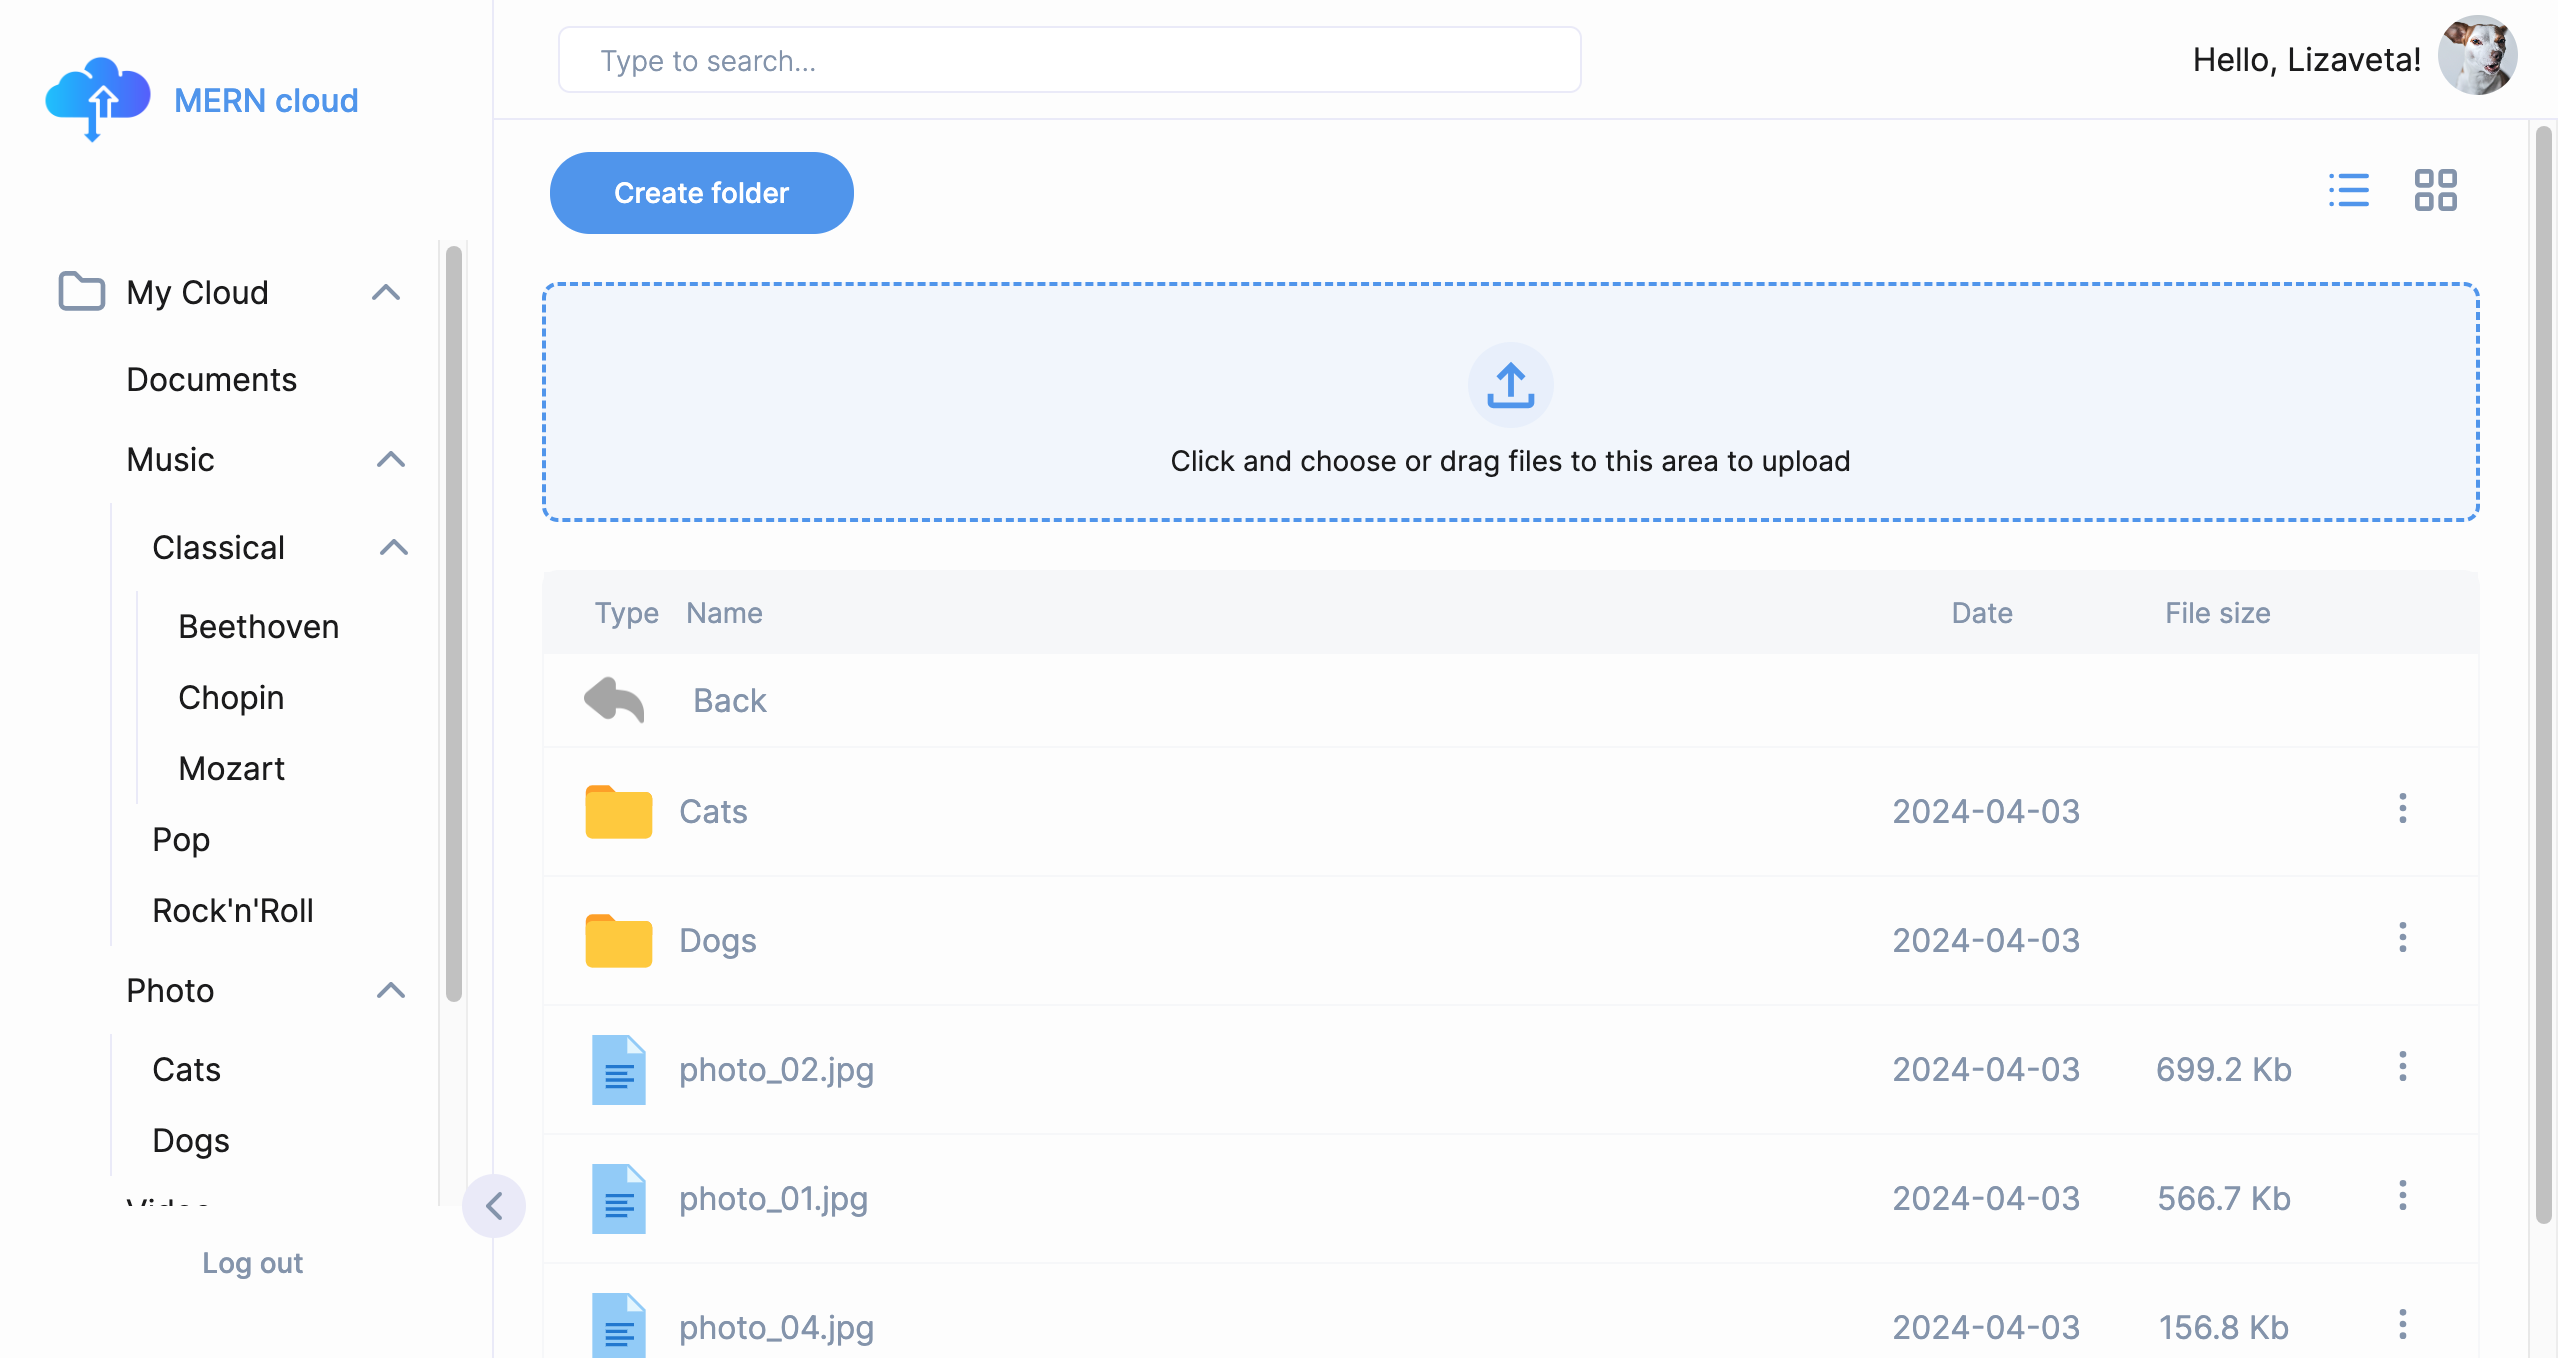 MERN cloud
My Cloud
Documents
Music
Classical
Beethoven
Chopin
Mozart
Pop
Rock'n'Roll
Photo
Cats
Dogs
Video
Log out
Type to search...
Hello, Lizaveta!
Create folder
Click and choose or drag files to this area to upload
Type Name Date File size
Back
Cats 2024-04-03
Dogs 2024-04-03
photo_02.jpg 2024-04-03 699.2 Kb
photo_01.jpg 2024-04-03 566.7 Kb
photo_04.jpg 2024-04-03 156.8 Kb